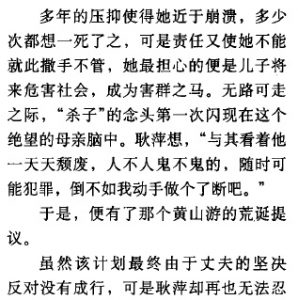 多年的压抑使得她近于崩溃，多少
次都想一死了之，可是责任又使她不能
就此撒手不管，她最担心的便是儿子将
来危害社会，成为害群之马。无路可走
之际，“杀子”的念头第一次闪现在这个
绝望的母亲脑中。耿萍想，“与其看着他
一天天颓废，人不人鬼不鬼的，随时可
能犯罪，倒不如我动手做个了断吧。”
于是，便有了那个黄山游的荒诞提
议。
虽然该计划最终由于丈夫的坚决
反对没有成行，可是耿萍却再也无法忍